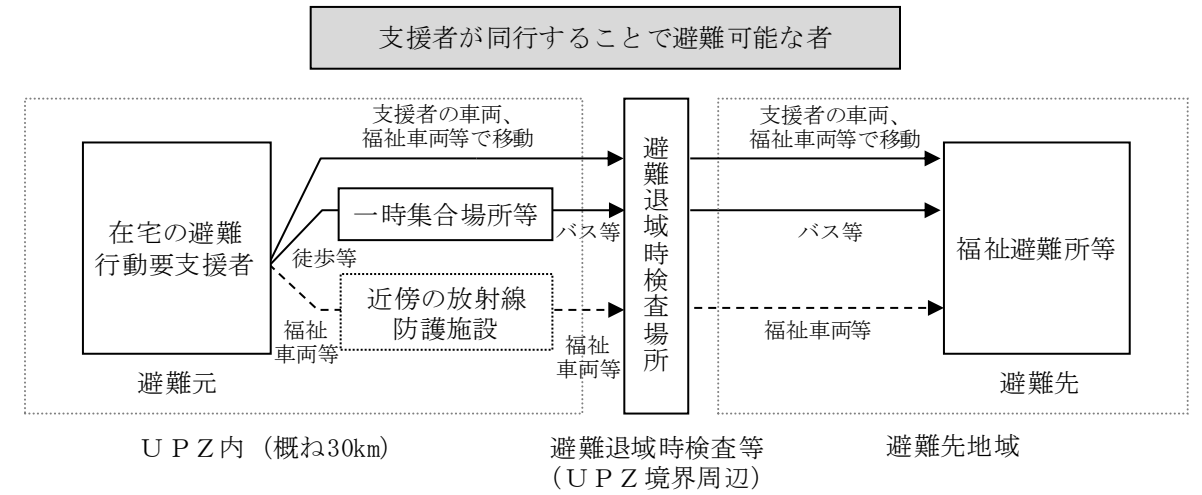 支援者が同行することで避難可能な者
支援者の車両、
福祉車両等で移動
支援者の車両、
福祉車両等で移動
在宅の避難
行動要支援者
一時集合場所等
徒歩等
バス等
近傍の放射線
防護施設
福祉
車両等
福祉
車両等
避難元
避難退域時検査場所
バス等
福祉車両等
福祉避難所等
避難先
UPZ内（概ね30km）
避難退域時検査等
（UPZ境界周辺）
避難先地域